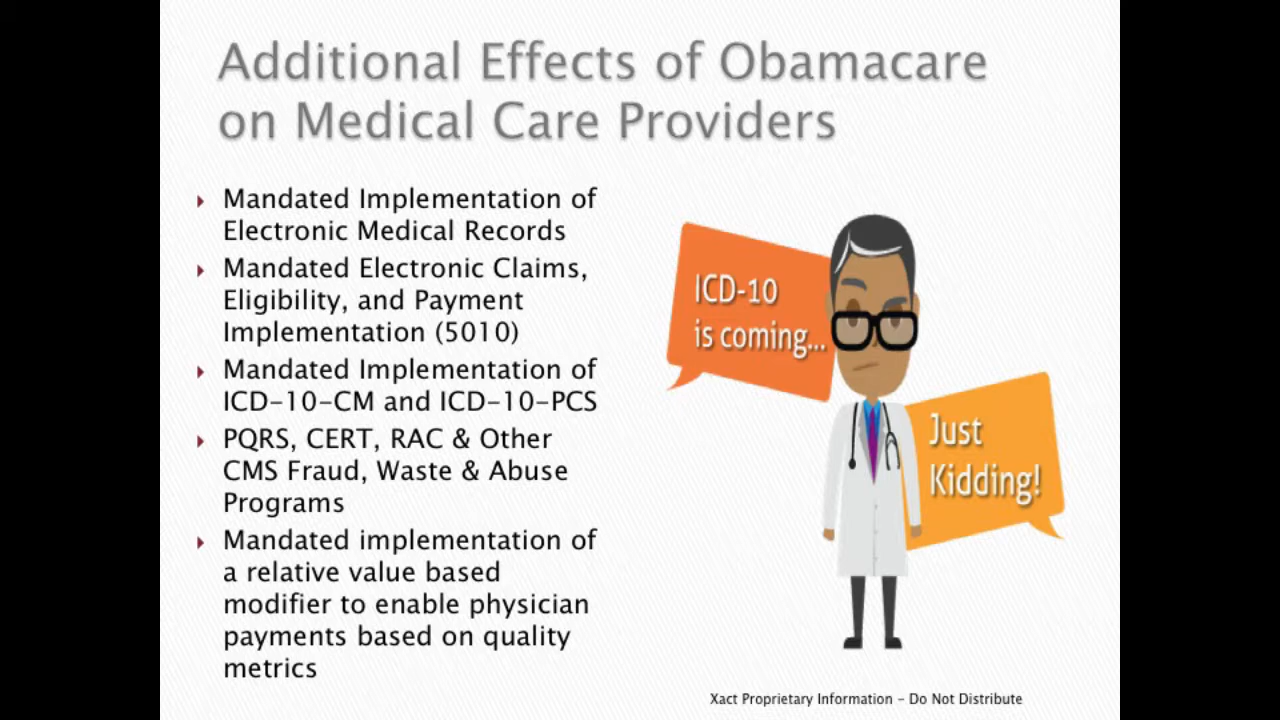 Additional Effects of Obamacare
on Medical Care Providers
Mandated Implementation of
Electronic Medical Records
Mandated Electronic Claims,
Eligibility, and Payment
Implementation (5010)
Mandated Implementation of
ICD-10-CM and ICD-10-PCS
PQRS, CERT, RAC & Other
CMS Fraud, Waste & Abuse
Programs
Mandated implementation of
a relative value based
modifier to enable physician
payments based on quality
metrics
ICD-10
is coming...
Just
Kidding!
Xact Proprietary Information - Do Not Distribute